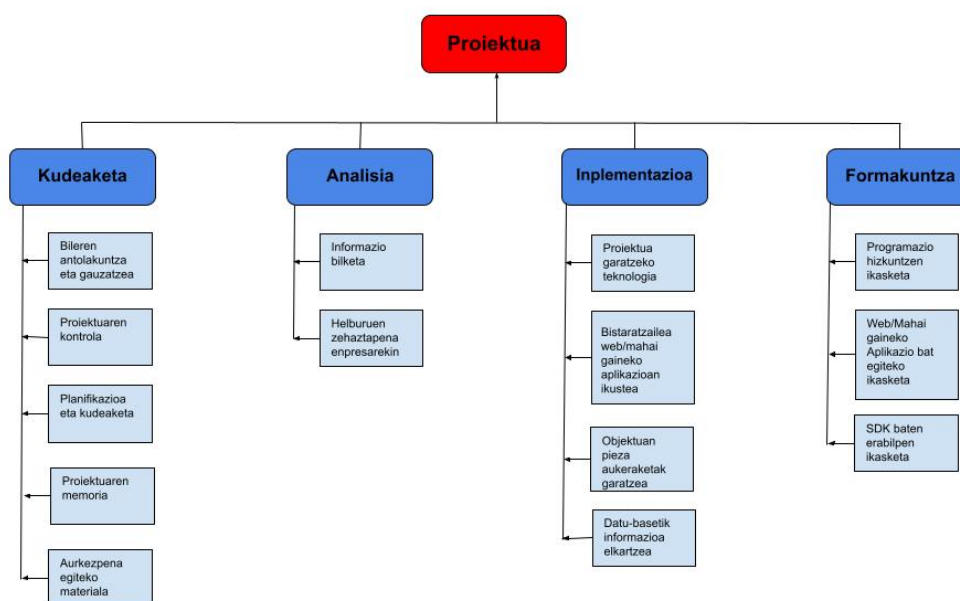 Proiektua
Kudeaketa
Bileren
antolakuntza
eta gauzatzea
Proiektuaren
kontrola
Planifikazioa
eta kudeaketa
Proiektuaren
memoria
Aurkezpena
egiteko
materiala
Analisia
Informazio
bilketa
Helburuen
zehaztapena
enpresarekin
Inplementazioa
Proiektua
garatzeko
teknologia
Bistaratzailea
web/mahai
gaineko
aplikazioan
ikustea
Objektuan
pieza
aukeraketak
garatzea
Datu-basetik
informazioa
elkartzea
Formakuntza
Programazio
hizkuntzen
ikasketa
Web/Mahai
gaineko
Aplikazio bat
egiteko
ikasketa
SDK baten
erabilpen
ikasketa